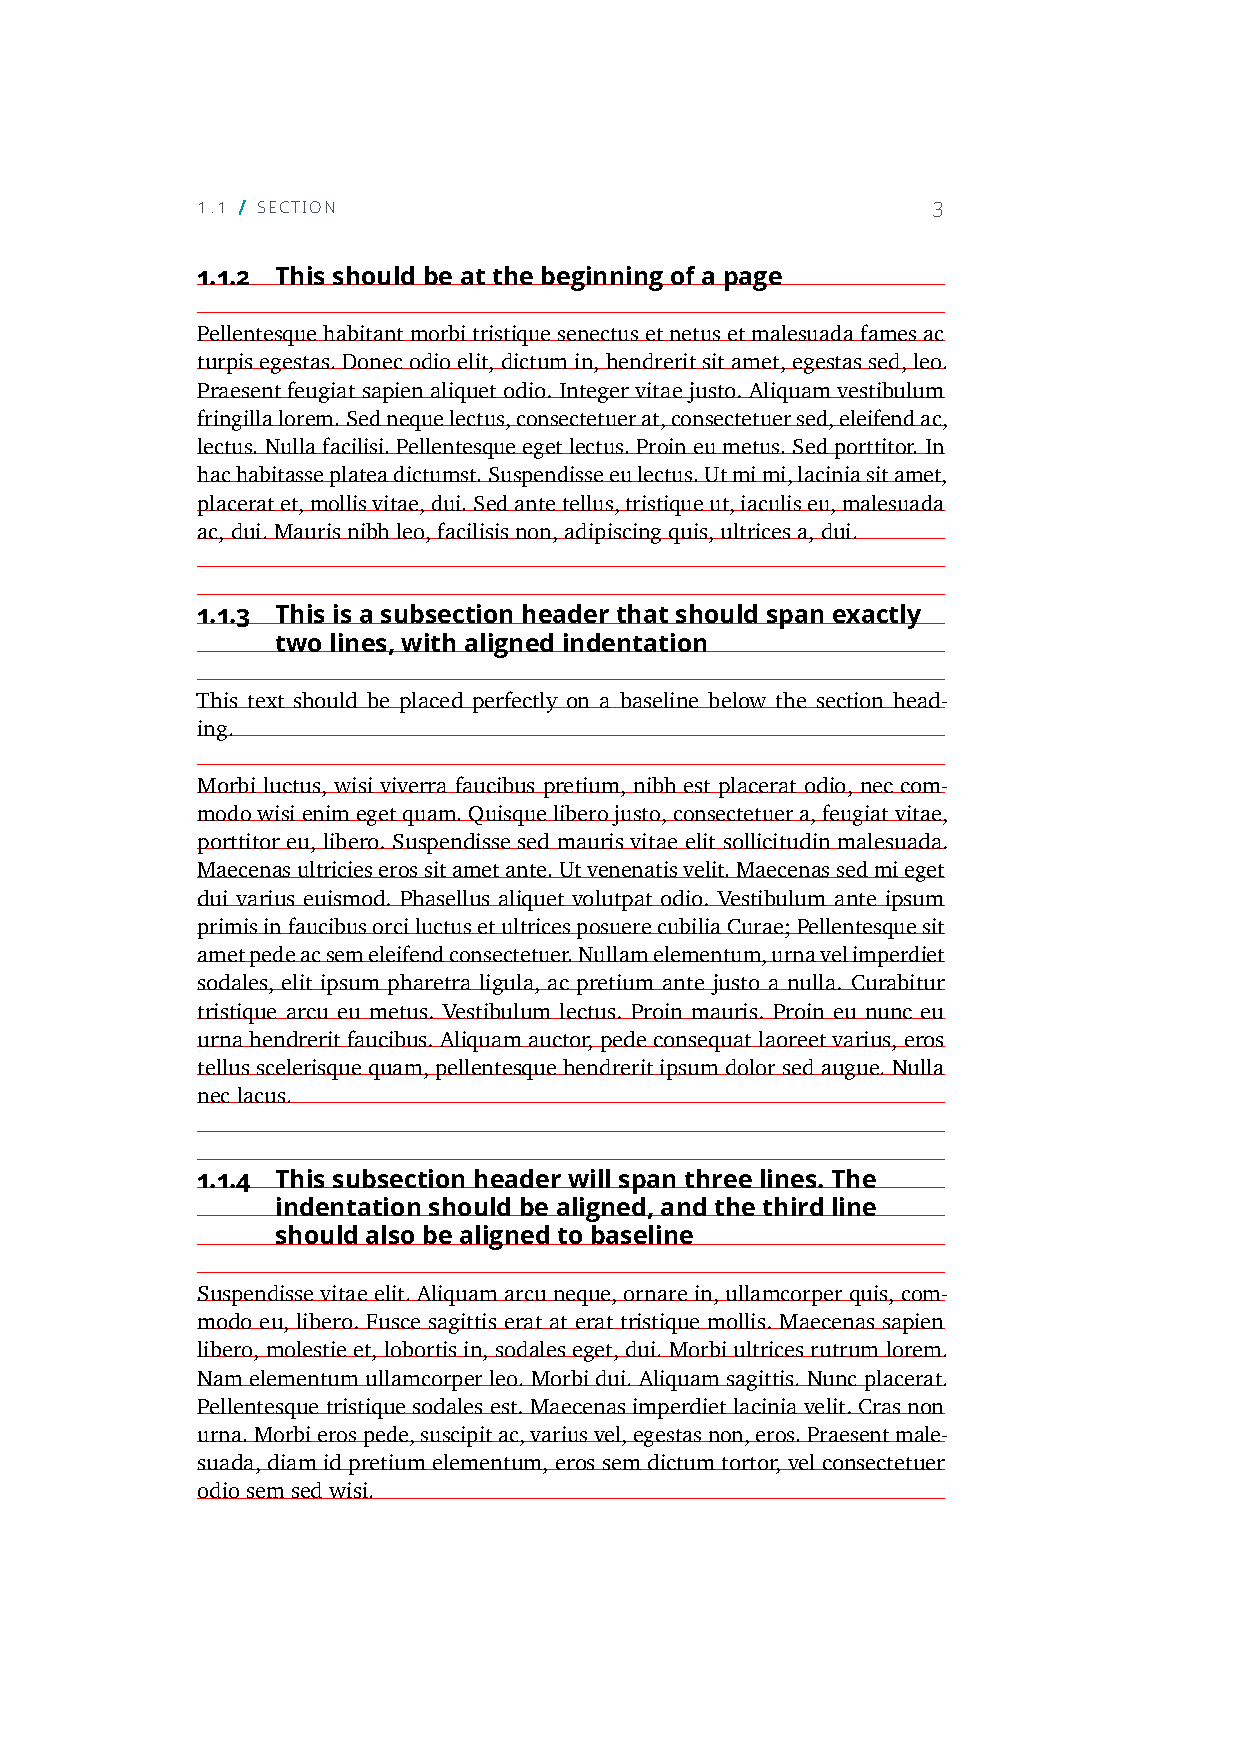 1.1 / SECTION 3
1.1.2 This should be at the beginning of a page
Pellentesque habitant morbi tristique senectus et netus et malesuada fames ac
turpis egestas. Donec odio elit, dictum in, hendrerit sit amet, egestas sed, leo.
Praesent feugiat sapien aliquet odio. Integer vitae justo. Aliquam vestibulum
fringilla lorem. Sed neque lectus, consectetuer at, consectetuer sed, eleifend ac,
lectus. Nulla facilisi. Pellentesque eget lectus. Proin eu metus. Sed porttitor. In
hac habitasse platea dictumst. Suspendisse eu lectus. Ut mi mi, lacinia sit amet,
placerat et, mollis vitae, dui. Sed ante tellus, tristique ut, iaculis eu, malesuada
ac, dui. Mauris nibh leo, facilisis non, adipiscing quis, ultrices a, dui.
1.1.3 This is a subsection header that should span exactly
two lines, with aligned indentation
This text should be placed perfectly on a baseline below the section head-
ing.
Morbi luctus, wisi viverra faucibus pretium, nibh est placerat odio, nec com-
modo wisi enim eget quam. Quisque libero justo, consectetuer a, feugiat vitae,
porttitor eu, libero. Suspendisse sed mauris vitae elit sollicitudin malesuada.
Maecenas ultricies eros sit amet ante. Ut venenatis velit. Maecenas sed mi eget
dui varius euismod. Phasellus aliquet volutpat odio. Vestibulum ante ipsum
primis in faucibus orci luctus et ultrices posuere cubilia Curae; Pellentesque sit
amet pede ac sem eleifend consectetuer. Nullam elementum, urna vel imperdiet
sodales, elit ipsum pharetra ligula, ac pretium ante justo a nulla. Curabitur
tristique arcu eu metus. Vestibulum lectus. Proin mauris. Proin eu nunc eu
urna hendrerit faucibus. Aliquam auctor, pede consequat laoreet varius, eros
tellus scelerisque quam, pellentesque hendrerit ipsum dolor sed augue. Nulla
nec lacus.
1.1.4 This subsection header will span three lines. The
indentation should be aligned, and the third line
should also be aligned to baseline
Suspendisse vitae elit. Aliquam arcu neque, ornare in, ullamcorper quis, com-
modo eu, libero. Fusce sagittis erat at erat tristique mollis. Maecenas sapien
libero, molestie et, lobortis in, sodales eget, dui. Morbi ultrices rutrum lorem.
Nam elementum ullamcorper leo. Morbi dui. Aliquam sagittis. Nunc placerat.
Pellentesque tristique sodales est. Maecenas imperdiet lacinia velit. Cras non
urna. Morbi eros pede, suscipit ac, varius vel, egestas non, eros. Praesent male-
suada, diam id pretium elementum, eros sem dictum tortor, vel consectetuer
odio sem sed wisi.